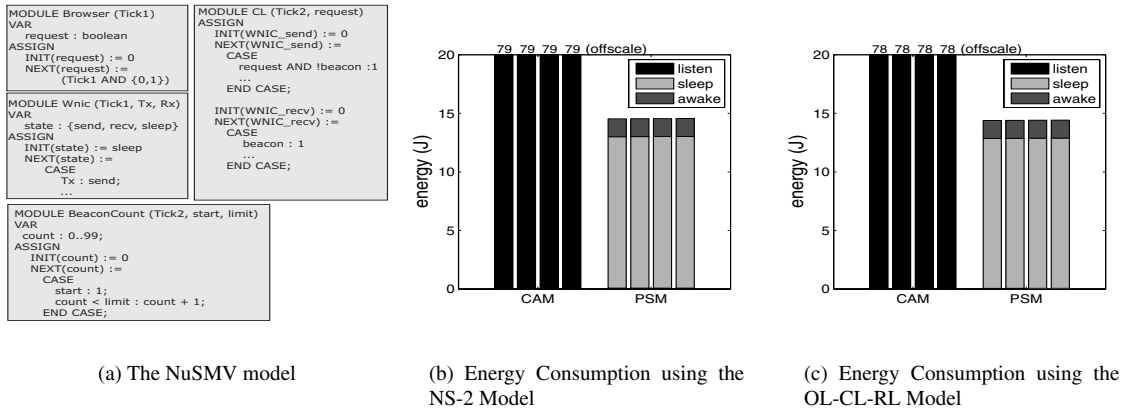 MODULE Browser (Tick1)
VAR
request : boolean
ASSIGN
INIT(request) := 0
NEXT(request) :=
(Tick1 AND {0,1})
MODULE Wnic (Tick1, Tx, Rx)
VAR
state : {send, recv, sleep}
ASSIGN
INIT(state) := sleep
NEXT(state) :=
CASE
Tx : send;
...
MODULE CL (Tick2, request)
ASSIGN
INIT(WNIC_send) := 0
NEXT(WNIC_send) :=
CASE
request AND !beacon :1
...
END CASE;
INIT(WNIC_recv) := 0
NEXT(WNIC_recv) :=
CASE
beacon : 1
...
END CASE;
MODULE BeaconCount (Tick2, start, limit)
VAR
count : 0..99;
ASSIGN
INIT(count) := 0
NEXT(count) :=
CASE
start : 1;
count < limit : count + 1;
END CASE;
(a) The NuSMV model
79 79 79 79 (offscale)
20
15
10
5
0
energy (J)
listen
sleep
awake
CAM
PSM
(b) Energy Consumption using the
NS-2 Model
78 78 78 78 (offscale)
20
15
10
5
0
energy (J)
listen
sleep
awake
CAM
PSM
(c) Energy Consumption using the
OL-CL-RL Model